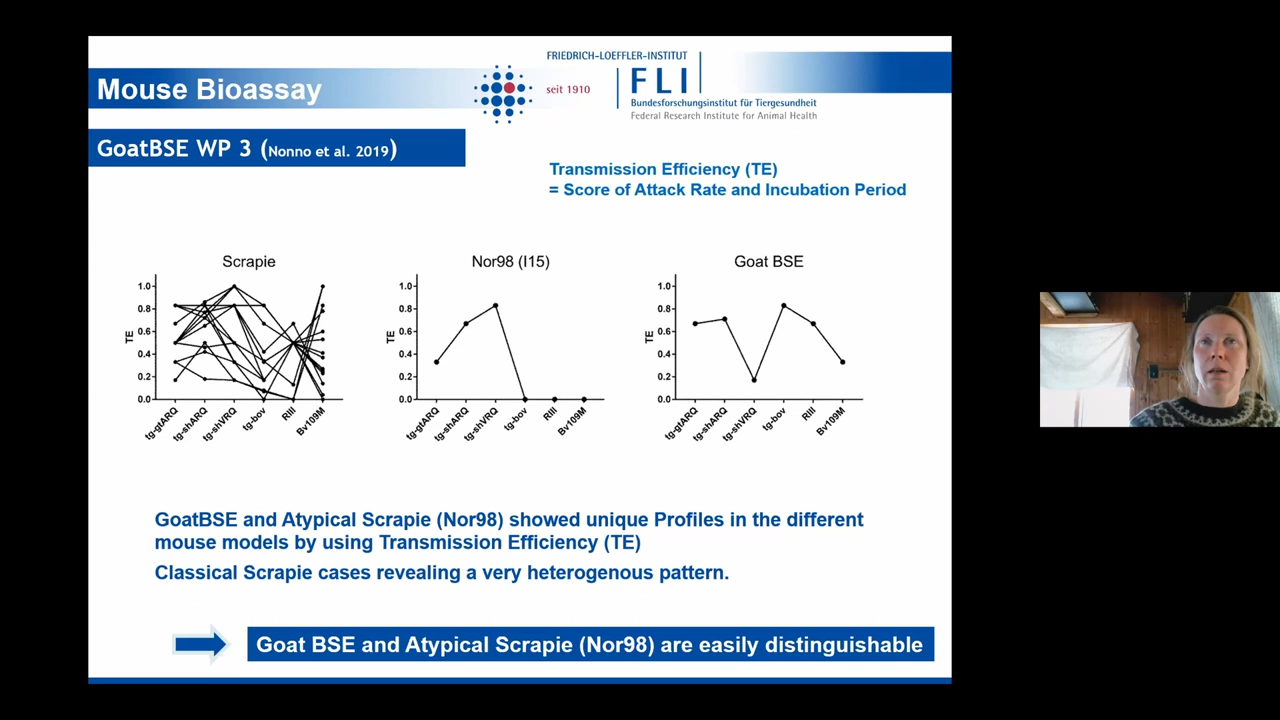 FRIEDRICH-LOEFFLER-INSTITUT
FLI
seit 1910
Bundesforschungsinstitut für Tiergesundheit
Federal Research Institute for Animal Health
Mouse Bioassay
GoatBSE WP 3 (Nonno et al. 2019)
Transmission Efficiency (TE)
= Score of Attack Rate and Incubation Period
Scrapie
TE
1.0
0.8
0.6
0.4
0.2
0.0
tg-gtARQ
tg-shARQ
tg-shVRQ
tg-bov
RIII
Bv109M
Nor98 (I15)
TE
1.0
0.8
0.6
0.4
0.2
0.0
tg-gtARQ
tg-shARQ
tg-shVRQ
tg-bov
RIII
Bv109M
Goat BSE
TE
1.0
0.8
0.6
0.4
0.2
0.0
tg-gtARQ
tg-shARQ
tg-shVRQ
tg-bov
RIII
Bv109M
GoatBSE and Atypical Scrapie (Nor98) showed unique Profiles in the different
mouse models by using Transmission Efficiency (TE)
Classical Scrapie cases revealing a very heterogenous pattern.
Goat BSE and Atypical Scrapie (Nor98) are easily distinguishable